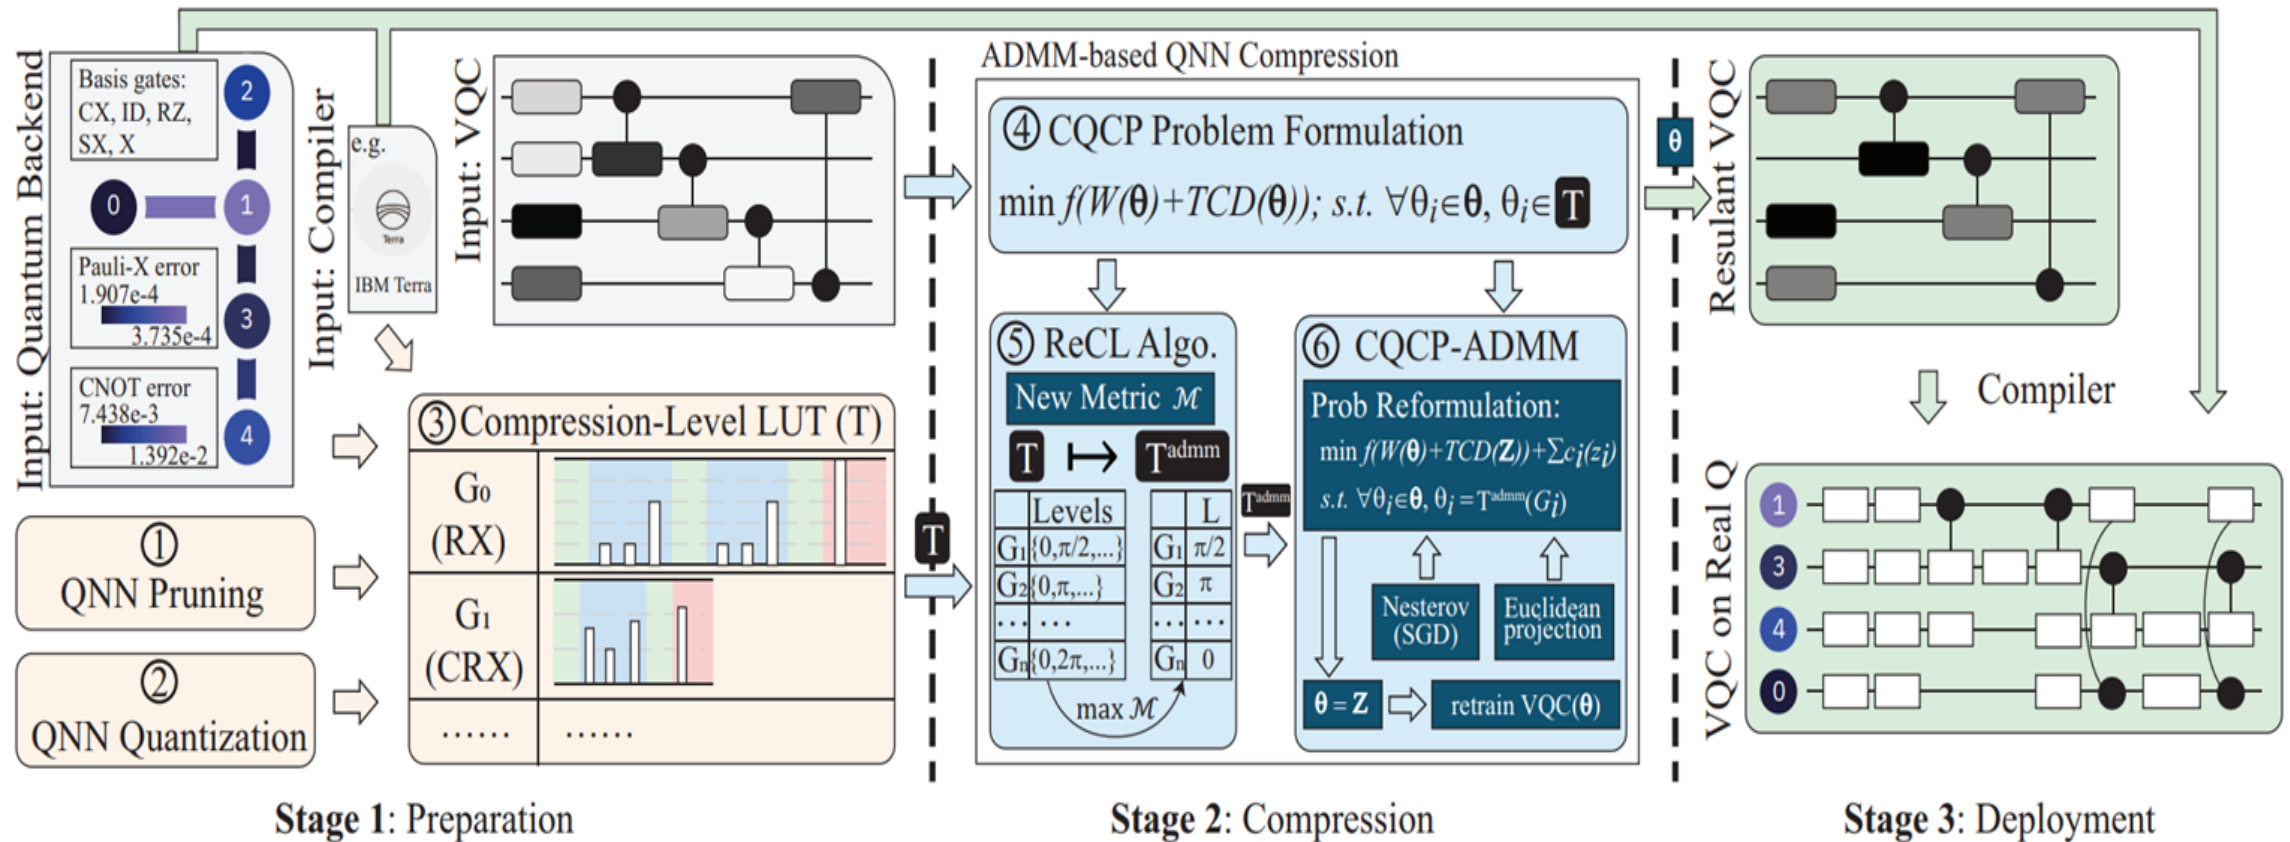 Input: Quantum Backend
Basis gates:
CX, ID, RZ,
SX, X
2
0
1
Pauli-X error
1.907e-4
3.735e-4
3
CNOT error
7.438e-3
1.392e-2
4
Input: Compiler
e.g.
Terra
IBM Terra
Input: VQC
①
QNN Pruning
②
QNN Quantization
③ Compression-Level LUT (T)
G₀
(RX)
G₁
(CRX)
......
......
Stage 1: Preparation
T
ADMM-based QNN Compression
④ CQCP Problem Formulation
min f(W(θ)+TCD(θ)); s.t. ∀θᵢ∈θ, θᵢ∈ T
⑤ ReCL Algo.
New Metric ℳ
T ↦ Tᵃᵈᵐᵐ
Levels
G₁ {0,π/2,...}
G₂ {0,π,...}
... ...
Gₙ {0,2π,...}
L
G₁ π/2
G₂ π
... ...
Gₙ 0
max ℳ
Tᵃᵈᵐᵐ
⑥ CQCP-ADMM
Prob Reformulation:
min f(W(θ)+TCD(Z))+∑cᵢ(zᵢ)
s.t. ∀θᵢ∈θ, θᵢ=Tᵃᵈᵐᵐ(Gᵢ)
Nesterov
(SGD)
Euclidean
projection
θ = Z
retrain VQC(θ)
Stage 2: Compression
θ
Resulant VQC
Compiler
VQC on Real Q
1
3
4
0
Stage 3: Deployment